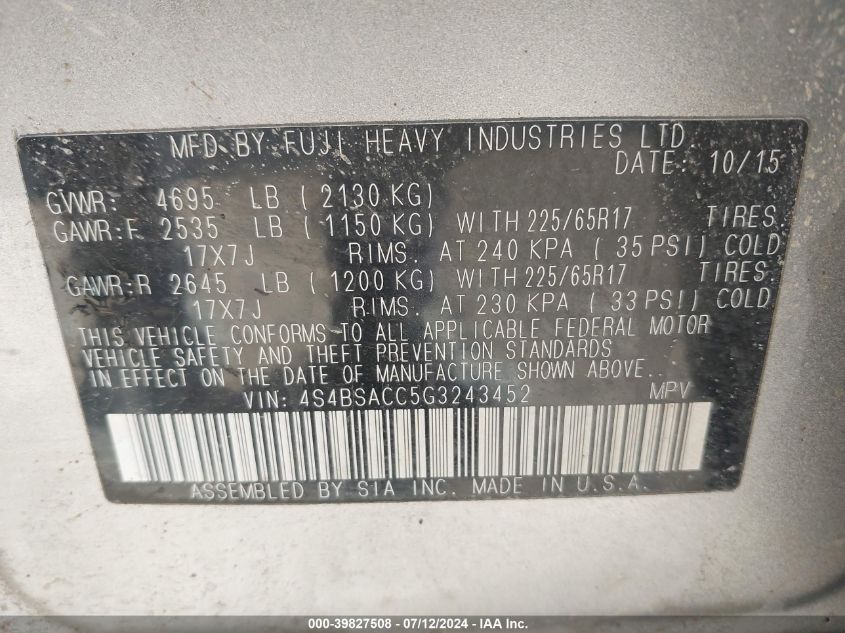 MFD BY FUJI HEAVY INDUSTRIES LTD.
DATE: 10/15
GVWR: 4695 LB ( 2130 KG)
GAWR:F 2535 LB ( 1150 KG) WITH 225/65R17 TIRES,
17X7J RIMS. AT 240 KPA ( 35 PSI) COLD
GAWR:R 2645 LB ( 1200 KG) WITH 225/65R17 TIRES,
17X7J RIMS. AT 230 KPA ( 33 PSI) COLD
THIS VEHICLE CONFORMS TO ALL APPLICABLE FEDERAL MOTOR
VEHICLE SAFETY AND THEFT PREVENTION STANDARDS
IN EFFECT ON THE DATE OF MANUFACTURE SHOWN ABOVE.
VIN: 4S4BSACC5G3243452 MPV
ASSEMBLED BY SIA INC. MADE IN U.S.A.
000-39827508 - 07/12/2024 - IAA Inc.